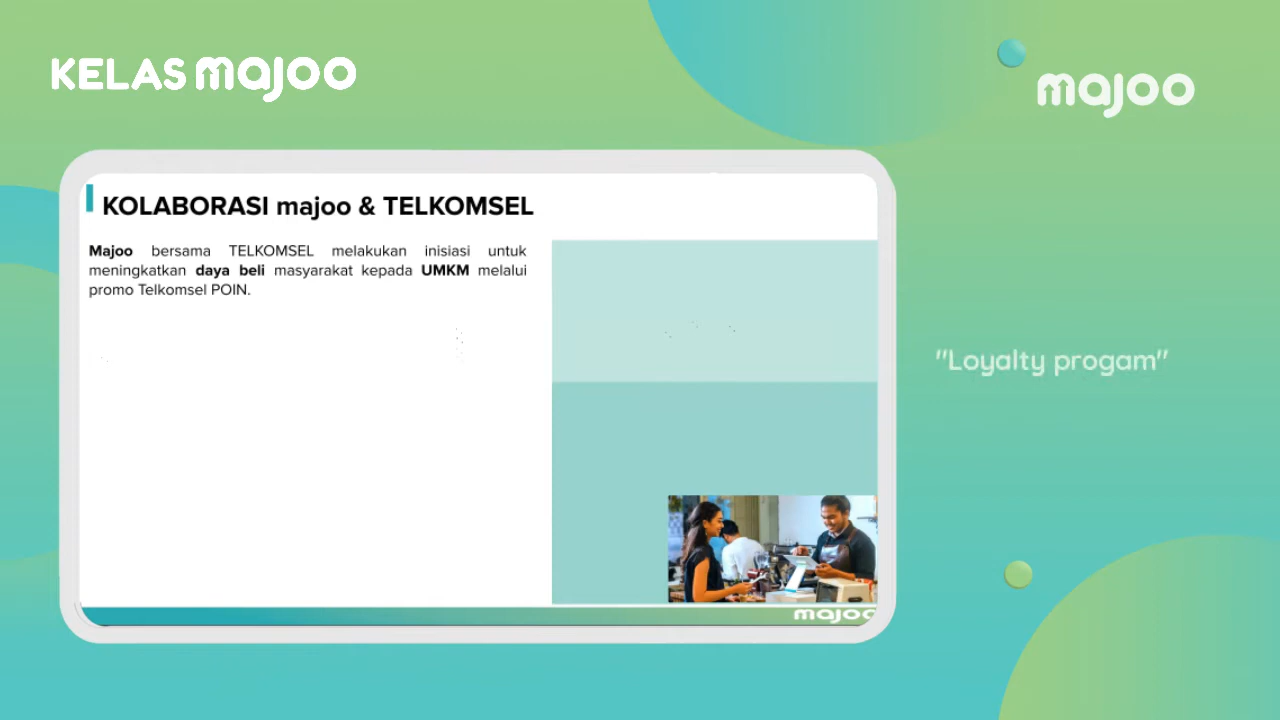 KELAS majoo
majoo
KOLABORASI majoo & TELKOMSEL
Majoo bersama TELKOMSEL melakukan inisiasi untuk
meningkatkan daya beli masyarakat kepada UMKM melalui
promo Telkomsel POIN.
"Loyalty progam"
majoo